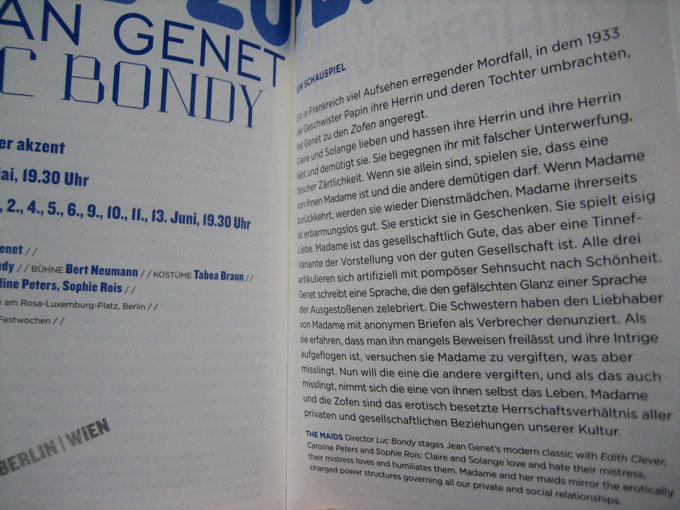 AN GENET
C BONDY
er akzent
ai, 19.30 Uhr
, 2., 4., 5., 6., 9., 10., 11., 13. Juni, 19.30 Uhr
enet //
ndy // BÜHNE Bert Neumann // KOSTÜME Tabea Braun //
line Peters, Sophie Rois //
e am Rosa-Luxemburg-Platz, Berlin //
Festwochen //
BERLIN | WIEN
EIN SCHAUSPIEL
Ein in Frankreich viel Aufsehen erregender Mordfall, in dem 1933
die Geschwister Papin ihre Herrin und deren Tochter umbrachten,
hat Genet zu den Zofen angeregt.
Claire und Solange lieben und hassen ihre Herrin und ihre Herrin
liebt und demütigt sie. Sie begegnen ihr mit falscher Unterwerfung,
falscher Zärtlichkeit. Wenn sie allein sind, spielen sie, dass eine
von ihnen Madame ist und die andere demütigen darf. Wenn Madame
zurückkehrt, werden sie wieder Dienstmädchen. Madame ihrerseits
ist erbarmungslos gut. Sie erstickt sie in Geschenken. Sie spielt eisig
Liebe. Madame ist das gesellschaftlich Gute, das aber eine Tinnef-
Variante der Vorstellung von der guten Gesellschaft ist. Alle drei
artikulieren sich artifiziell mit pompöser Sehnsucht nach Schönheit.
Genet schreibt eine Sprache, die den gefälschten Glanz einer Sprache
der Ausgestoßenen zelebriert. Die Schwestern haben den Liebhaber
von Madame mit anonymen Briefen als Verbrecher denunziert. Als
sie erfahren, dass man ihn mangels Beweisen freilässt und ihre Intrige
aufgeflogen ist, versuchen sie Madame zu vergiften, was aber
misslingt. Nun will die eine die andere vergiften, und als das auch
misslingt, nimmt sich die eine von ihnen selbst das Leben. Madame
und die Zofen sind das erotisch besetzte Herrschaftsverhältnis aller
privaten und gesellschaftlichen Beziehungen unserer Kultur.
THE MAIDS Director Luc Bondy stages Jean Genet's modern classic with Edith Clever,
Caroline Peters and Sophie Rois: Claire and Solange love and hate their mistress,
their mistress loves and humiliates them. Madame and her maids mirror the erotically
charged power structures governing all our private and social relationships.